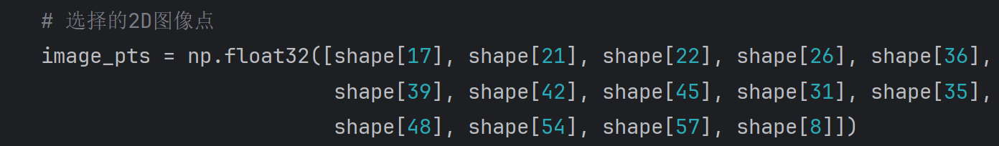 # 选择的2D图像点
image_pts = np.float32([shape[17], shape[21], shape[22], shape[26], shape[36],
shape[39], shape[42], shape[45], shape[31], shape[35],
shape[48], shape[54], shape[57], shape[8]])